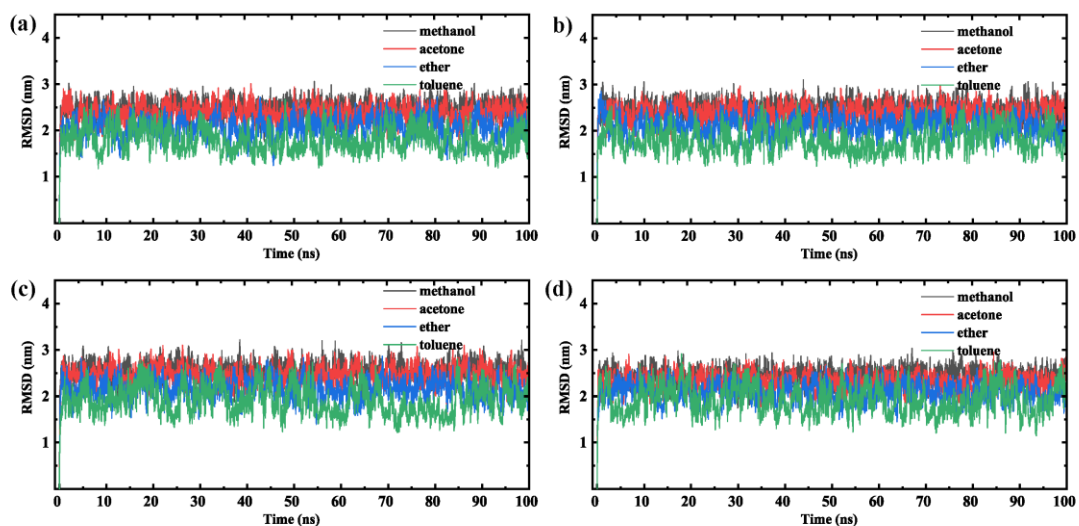 (a)
4
3
2
1
RMSD (nm)
methanol
acetone
ether
toluene
0 10 20 30 40 50 60 70 80 90 100
Time (ns)
(b)
4
3
2
1
RMSD (nm)
methanol
acetone
ether
toluene
0 10 20 30 40 50 60 70 80 90 100
Time (ns)
(c)
4
3
2
1
RMSD (nm)
methanol
acetone
ether
toluene
0 10 20 30 40 50 60 70 80 90 100
Time (ns)
(d)
4
3
2
1
RMSD (nm)
methanol
acetone
ether
toluene
0 10 20 30 40 50 60 70 80 90 100
Time (ns)